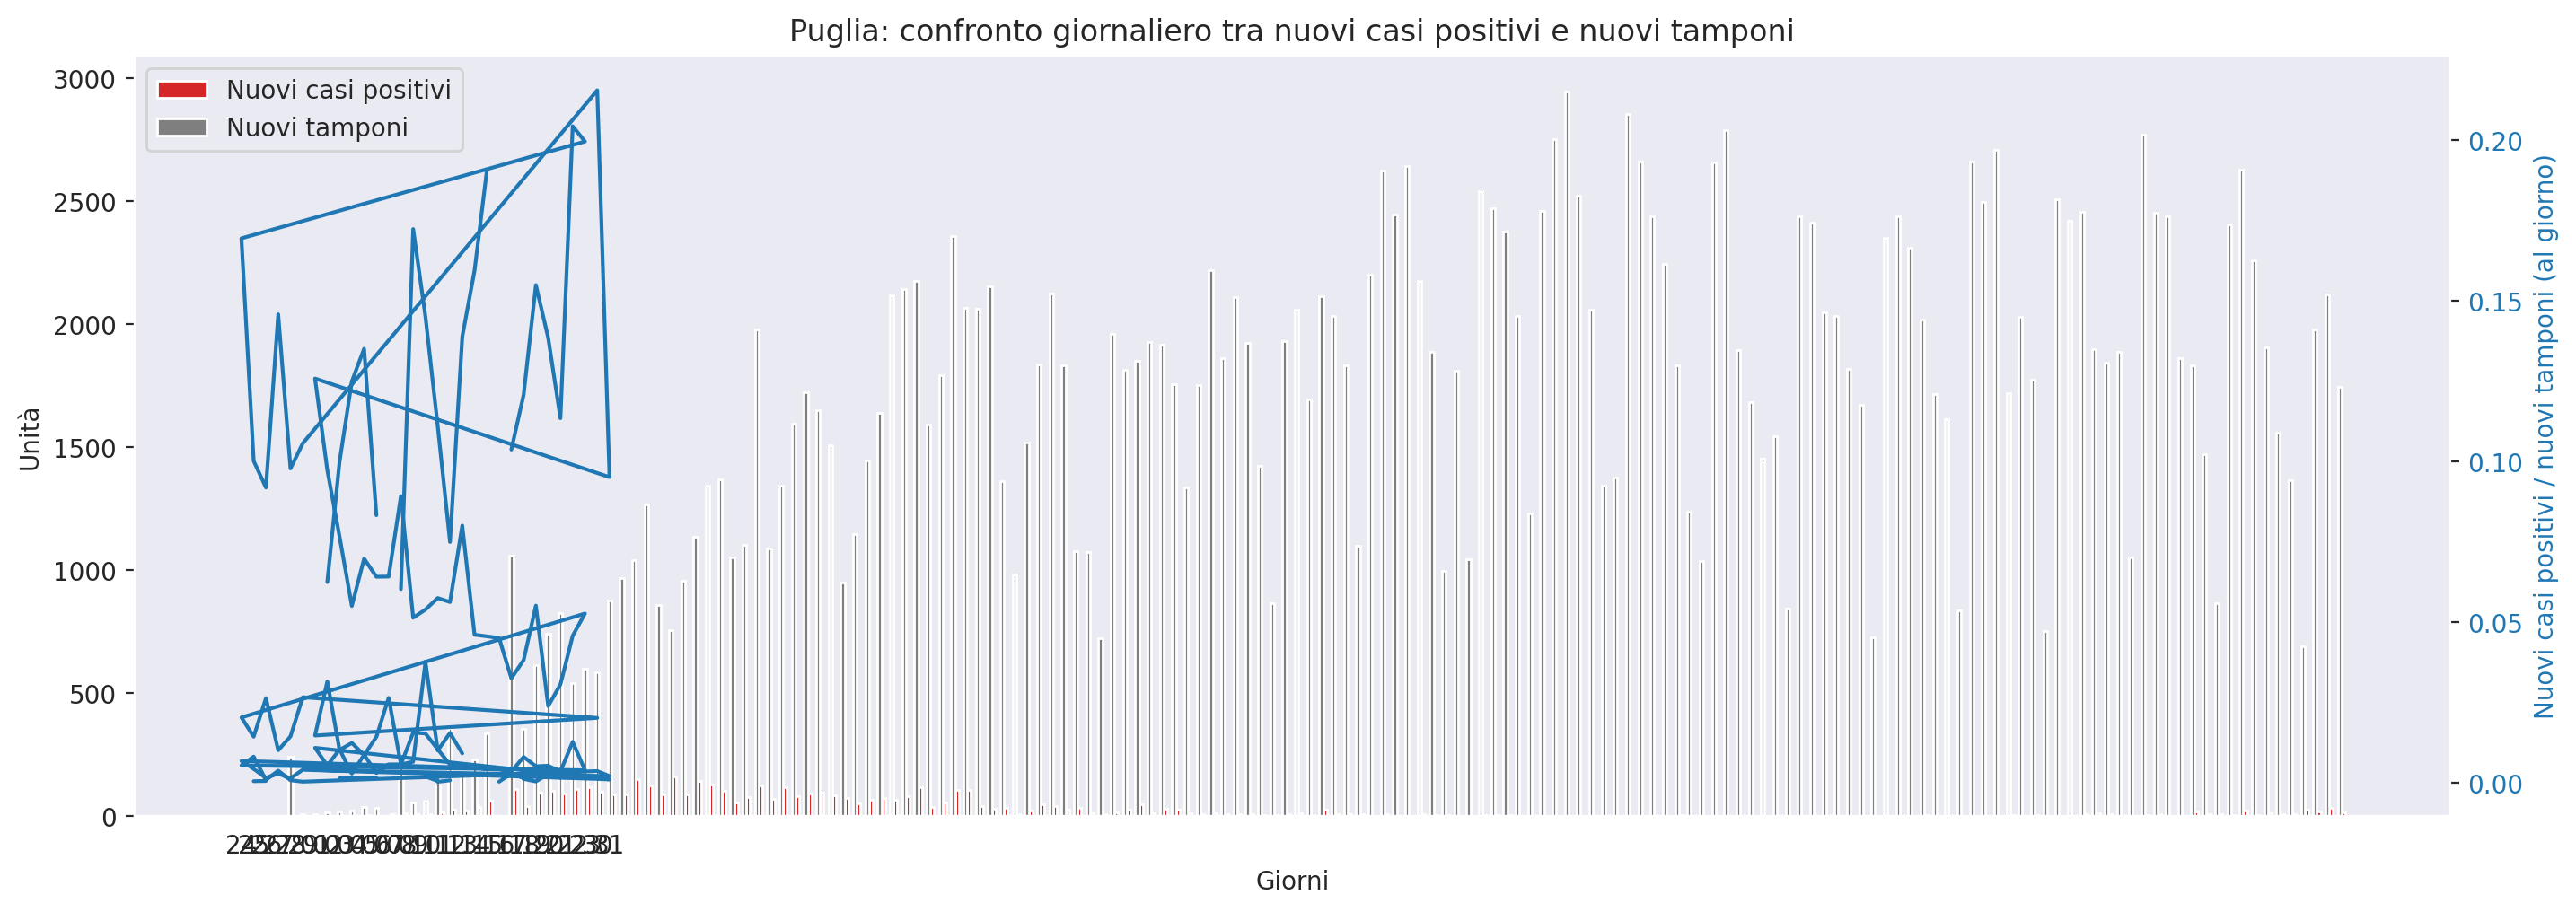 Puglia: confronto giornaliero tra nuovi casi positivi e nuovi tamponi
Nuovi casi positivi
Nuovi tamponi
3000
2500
2000
1500
1000
500
0
Unità
0.20
0.15
0.10
0.05
0.00
Nuovi casi positivi / nuovi tamponi (al giorno)
Giorni